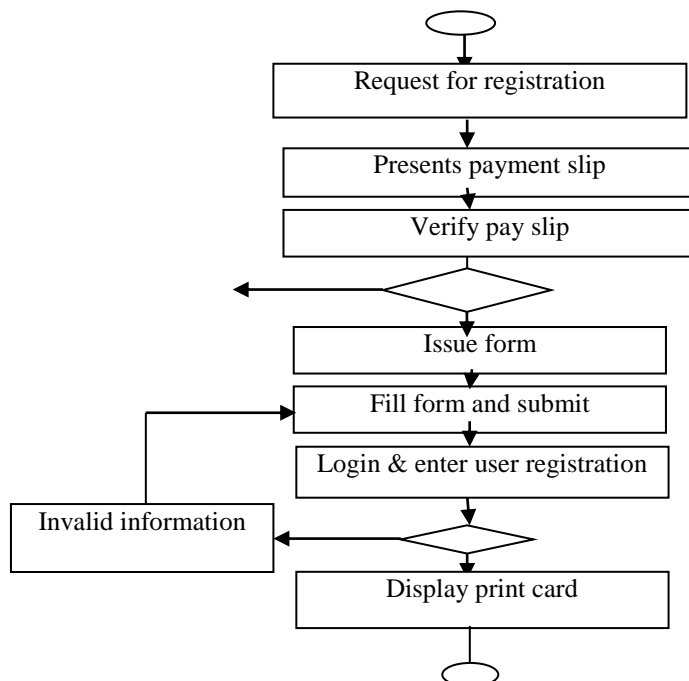 Request for registration
Presents payment slip
Verify pay slip
Issue form
Fill form and submit
Login & enter user registration
Invalid information
Display print card